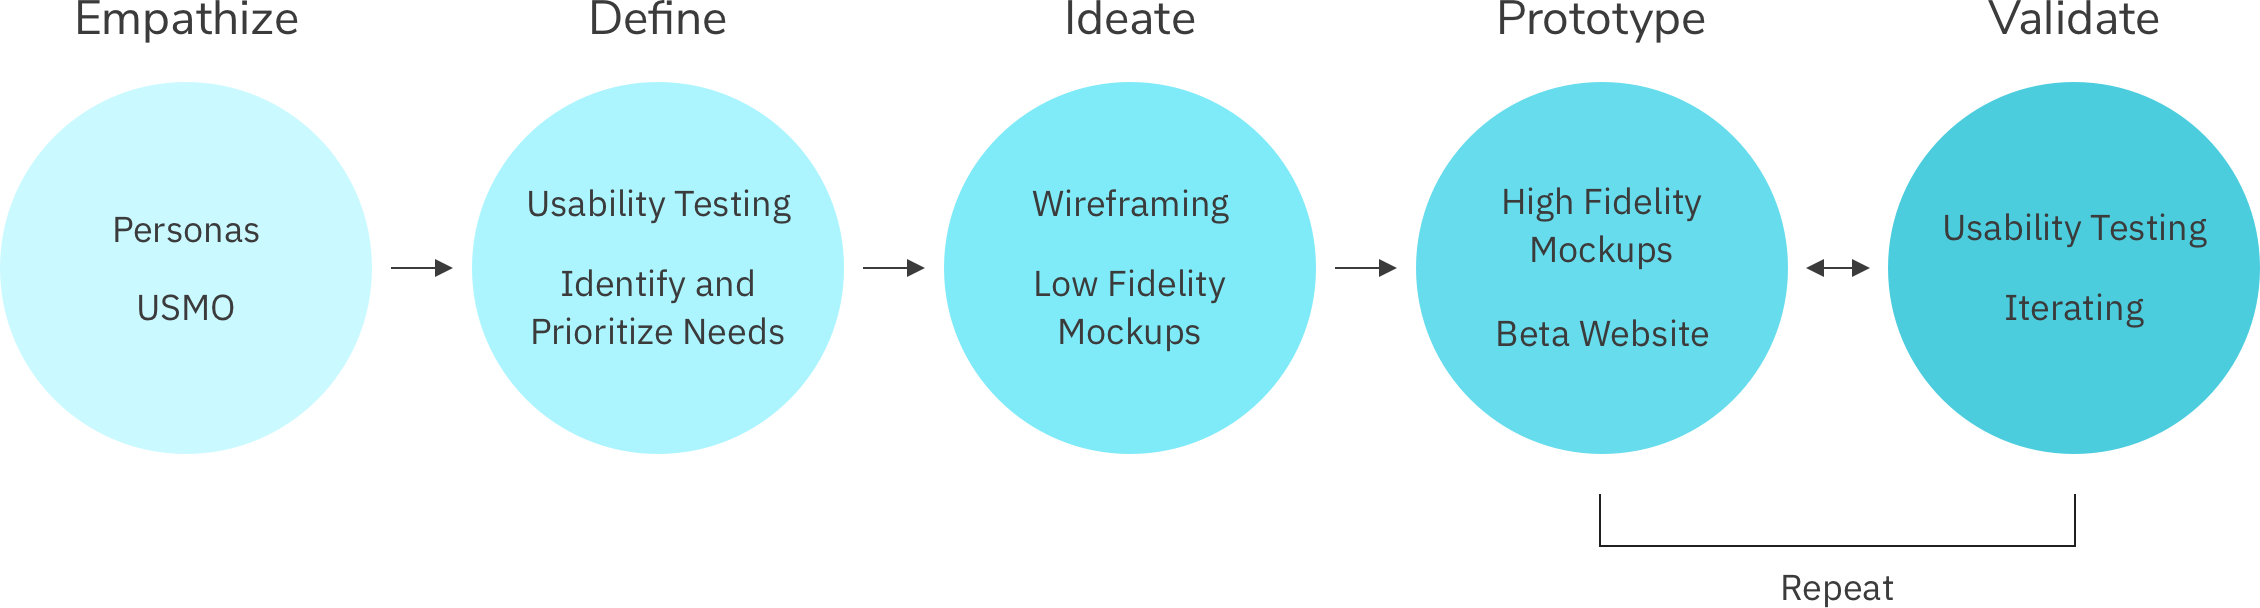 Empathize
Define
Ideate
Prototype
Validate
Personas
USMO
Usability Testing
Identify and
Prioritize Needs
Wireframing
Low Fidelity
Mockups
High Fidelity
Mockups
Beta Website
Usability Testing
Iterating
Repeat